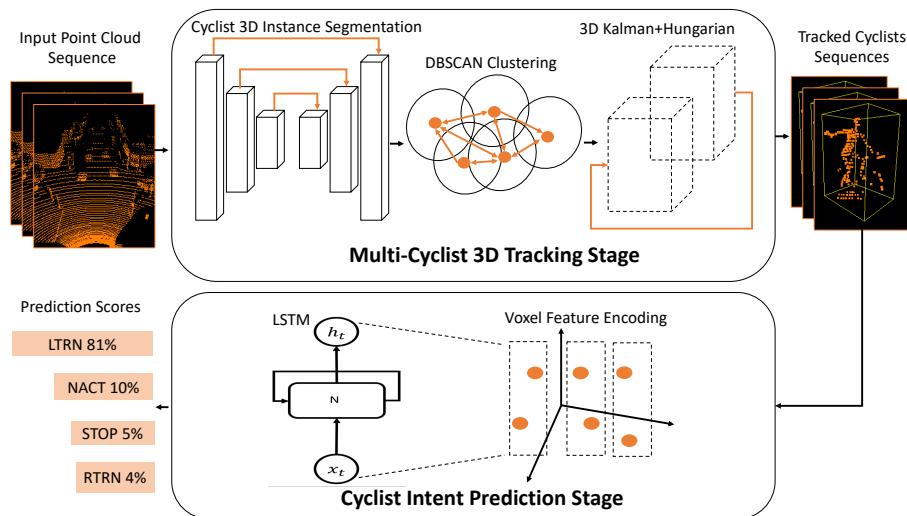 Input Point Cloud
Sequence
Cyclist 3D Instance Segmentation
DBSCAN Clustering
3D Kalman+Hungarian
Tracked Cyclists
Sequences
Multi-Cyclist 3D Tracking Stage
Prediction Scores
LTRN 81%
NACT 10%
STOP 5%
RTRN 4%
LSTM
h_t
N
x_t
Voxel Feature Encoding
Cyclist Intent Prediction Stage